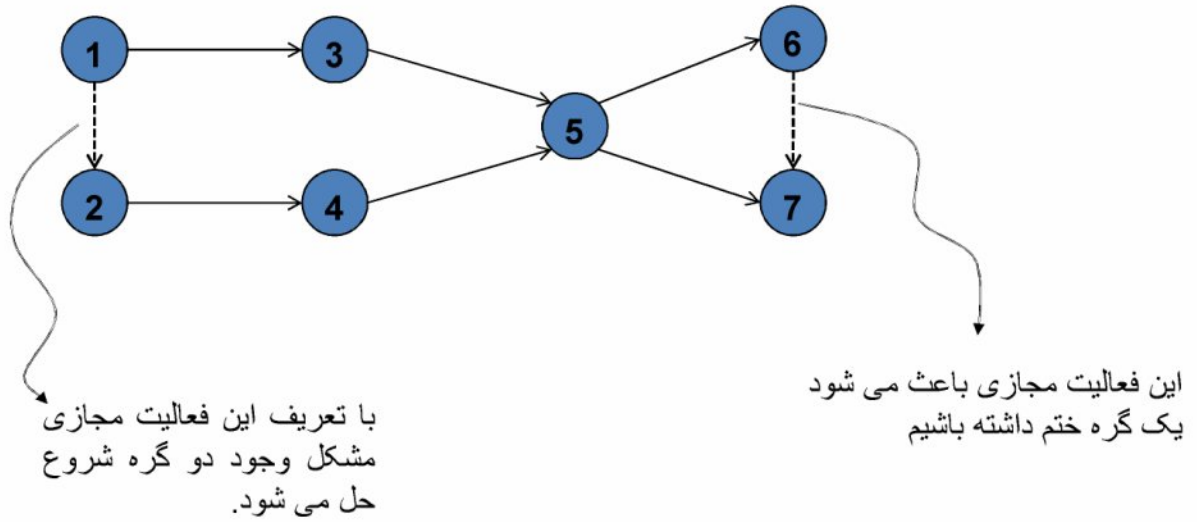 1
3
6
5
2
4
7
این فعالیت مجازی باعث می شود
یک گره ختم داشته باشیم
با تعریف این فعالیت مجازی
مشکل وجود دو گره شروع
حل می شود.